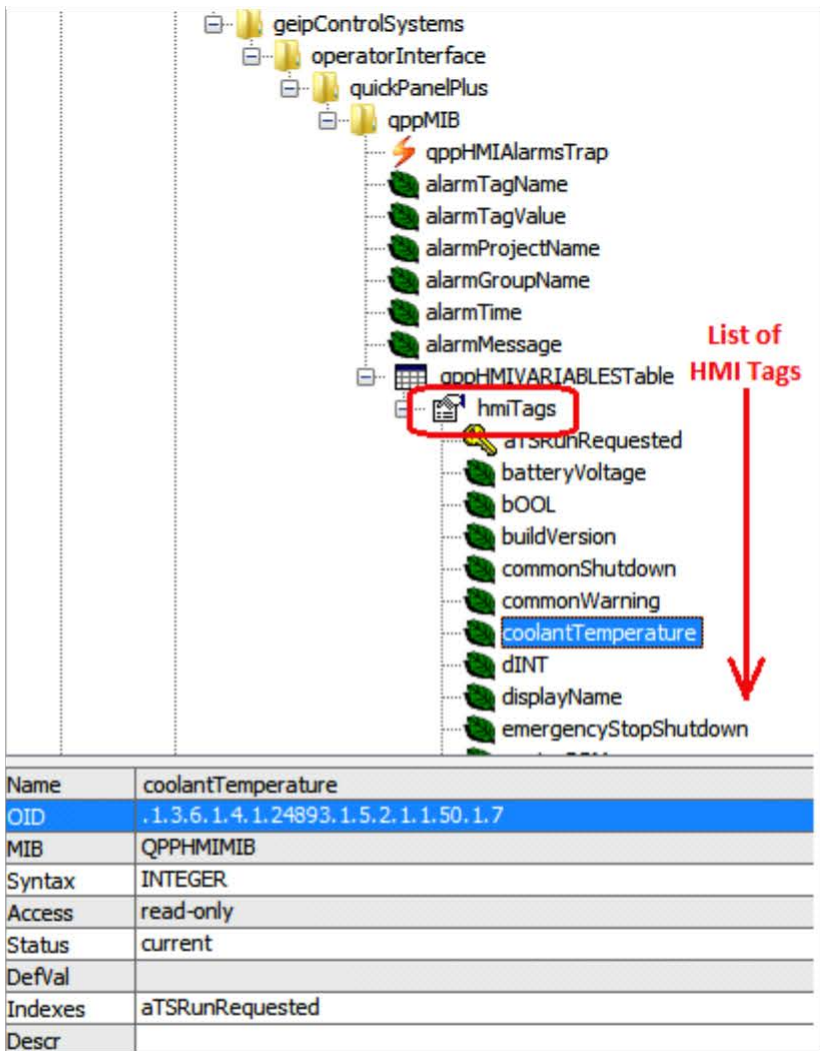 geipControlSystems
operatorInterface
quickPanelPlus
qppMIB
qppHMIAlarmsTrap
alarmTagName
alarmTagValue
alarmProjectName
alarmGroupName
alarmTime
alarmMessage
List of
HMI Tags
qppHMIVARIABLESTable
hmiTags
aTSRunRequested
batteryVoltage
bOOL
buildVersion
commonShutdown
commonWarning
coolantTemperature
dINT
displayName
emergencyStopShutdown
Name coolantTemperature
OID .1.3.6.1.4.1.24893.1.5.2.1.1.50.1.7
MIB QPPHMIMIB
Syntax INTEGER
Access read-only
Status current
DefVal
Indexes aTSRunRequested
Descr